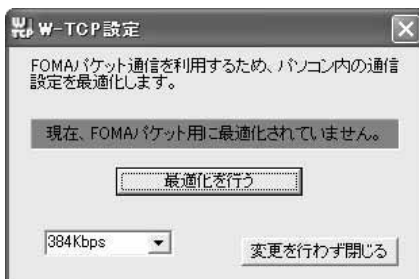 W-TCP設定
FOMAパケット通信を利用するため、パソコン内の通信
設定を最適化します。
現在、FOMAパケット用に最適化されていません。
最適化を行う
384Kbps
変更を行わず閉じる